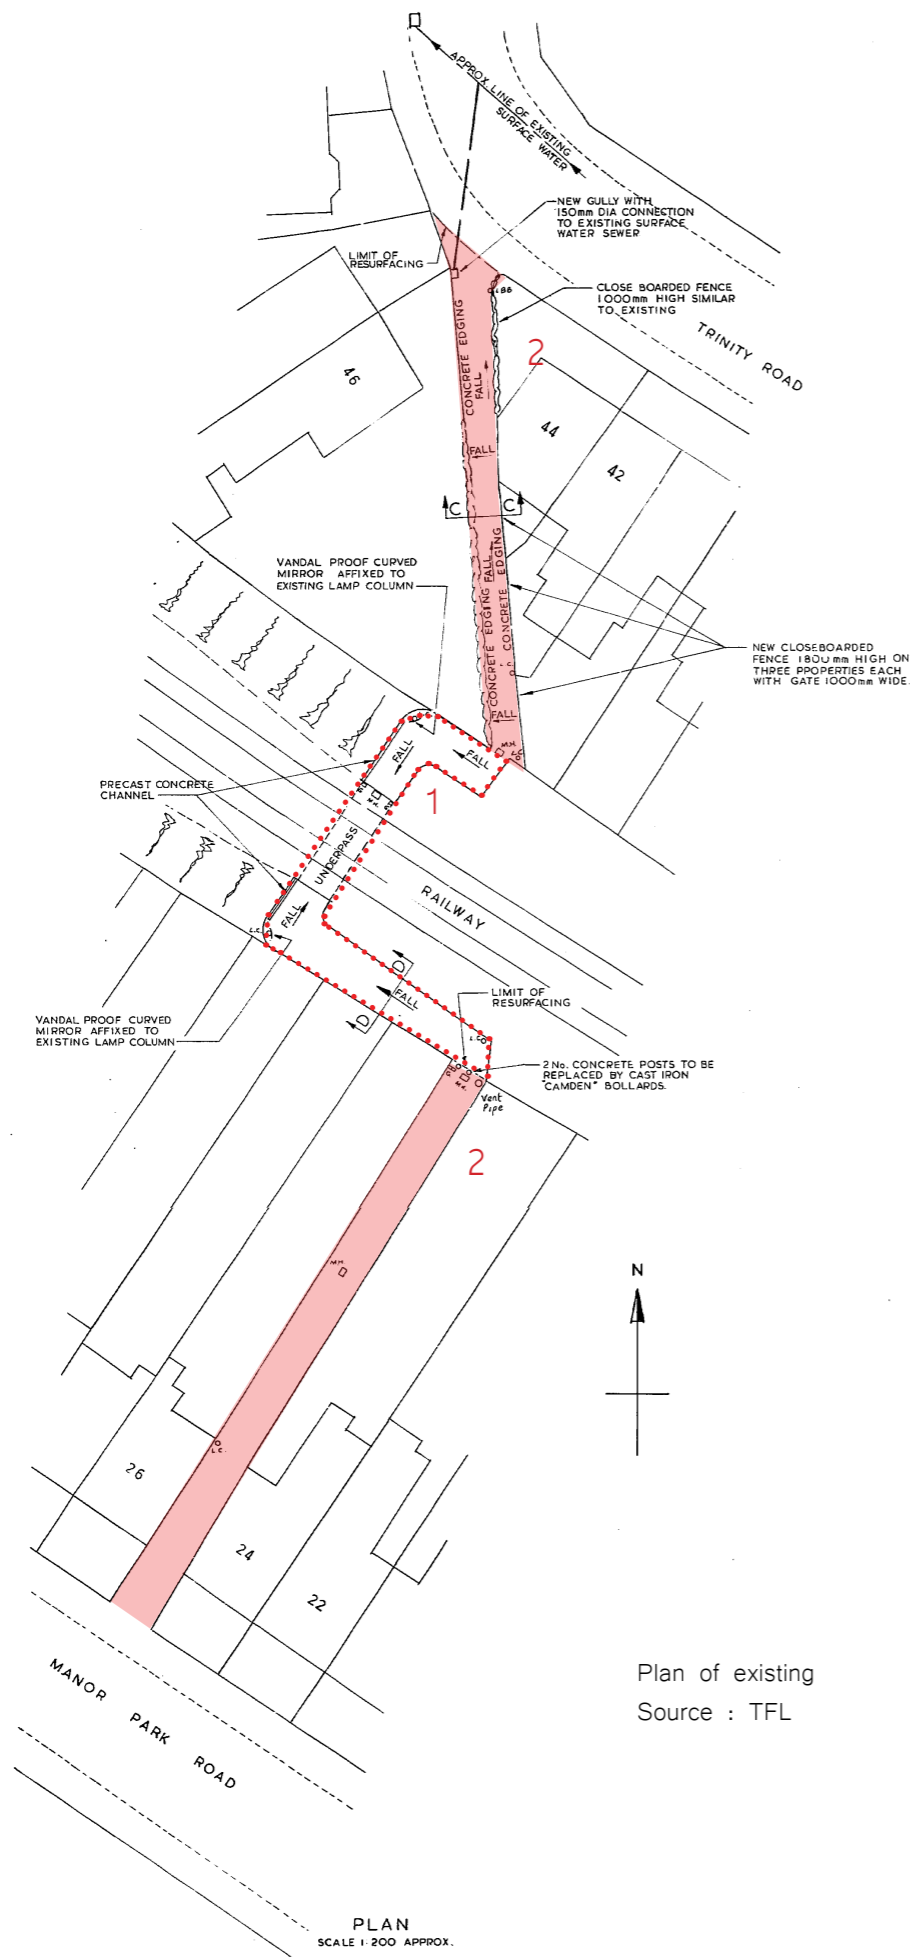 APPROX. LINE OF EXISTING
SURFACE WATER
NEW GULLY WITH
150mm DIA CONNECTION
TO EXISTING SURFACE
WATER SEWER
LIMIT OF
RESURFACING
CLOSE BOARDED FENCE
1000mm HIGH SIMILAR
TO EXISTING
TRINITY ROAD
2
46
CONCRETE EDGING
FALL
44
42
FALL
C C
VANDAL PROOF CURVED
MIRROR AFFIXED TO
EXISTING LAMP COLUMN
CONCRETE EDGING
FALL
CONCRETE EDGING
NEW CLOSEBOARDED
FENCE 1800mm HIGH ON
THREE PPOPERTIES EACH
WITH GATE 1000mm WIDE.
FALL
M.H.
L.C.
FALL
FALL
PRECAST CONCRETE
CHANNEL
M.H.
1
UNDERPASS
RAILWAY
FALL
L.C.
D
FALL
D
LIMIT OF
RESURFACING
VANDAL PROOF CURVED
MIRROR AFFIXED TO
EXISTING LAMP COLUMN
L.C.
2 No. CONCRETE POSTS TO BE
REPLACED BY CAST IRON
"CAMDEN" BOLLARDS.
M.H.
Vent
Pipe
2
M.H.
N
L.C.
26
24
22
MANOR PARK ROAD
Plan of existing
Source : TFL
PLAN
SCALE 1:200 APPROX.